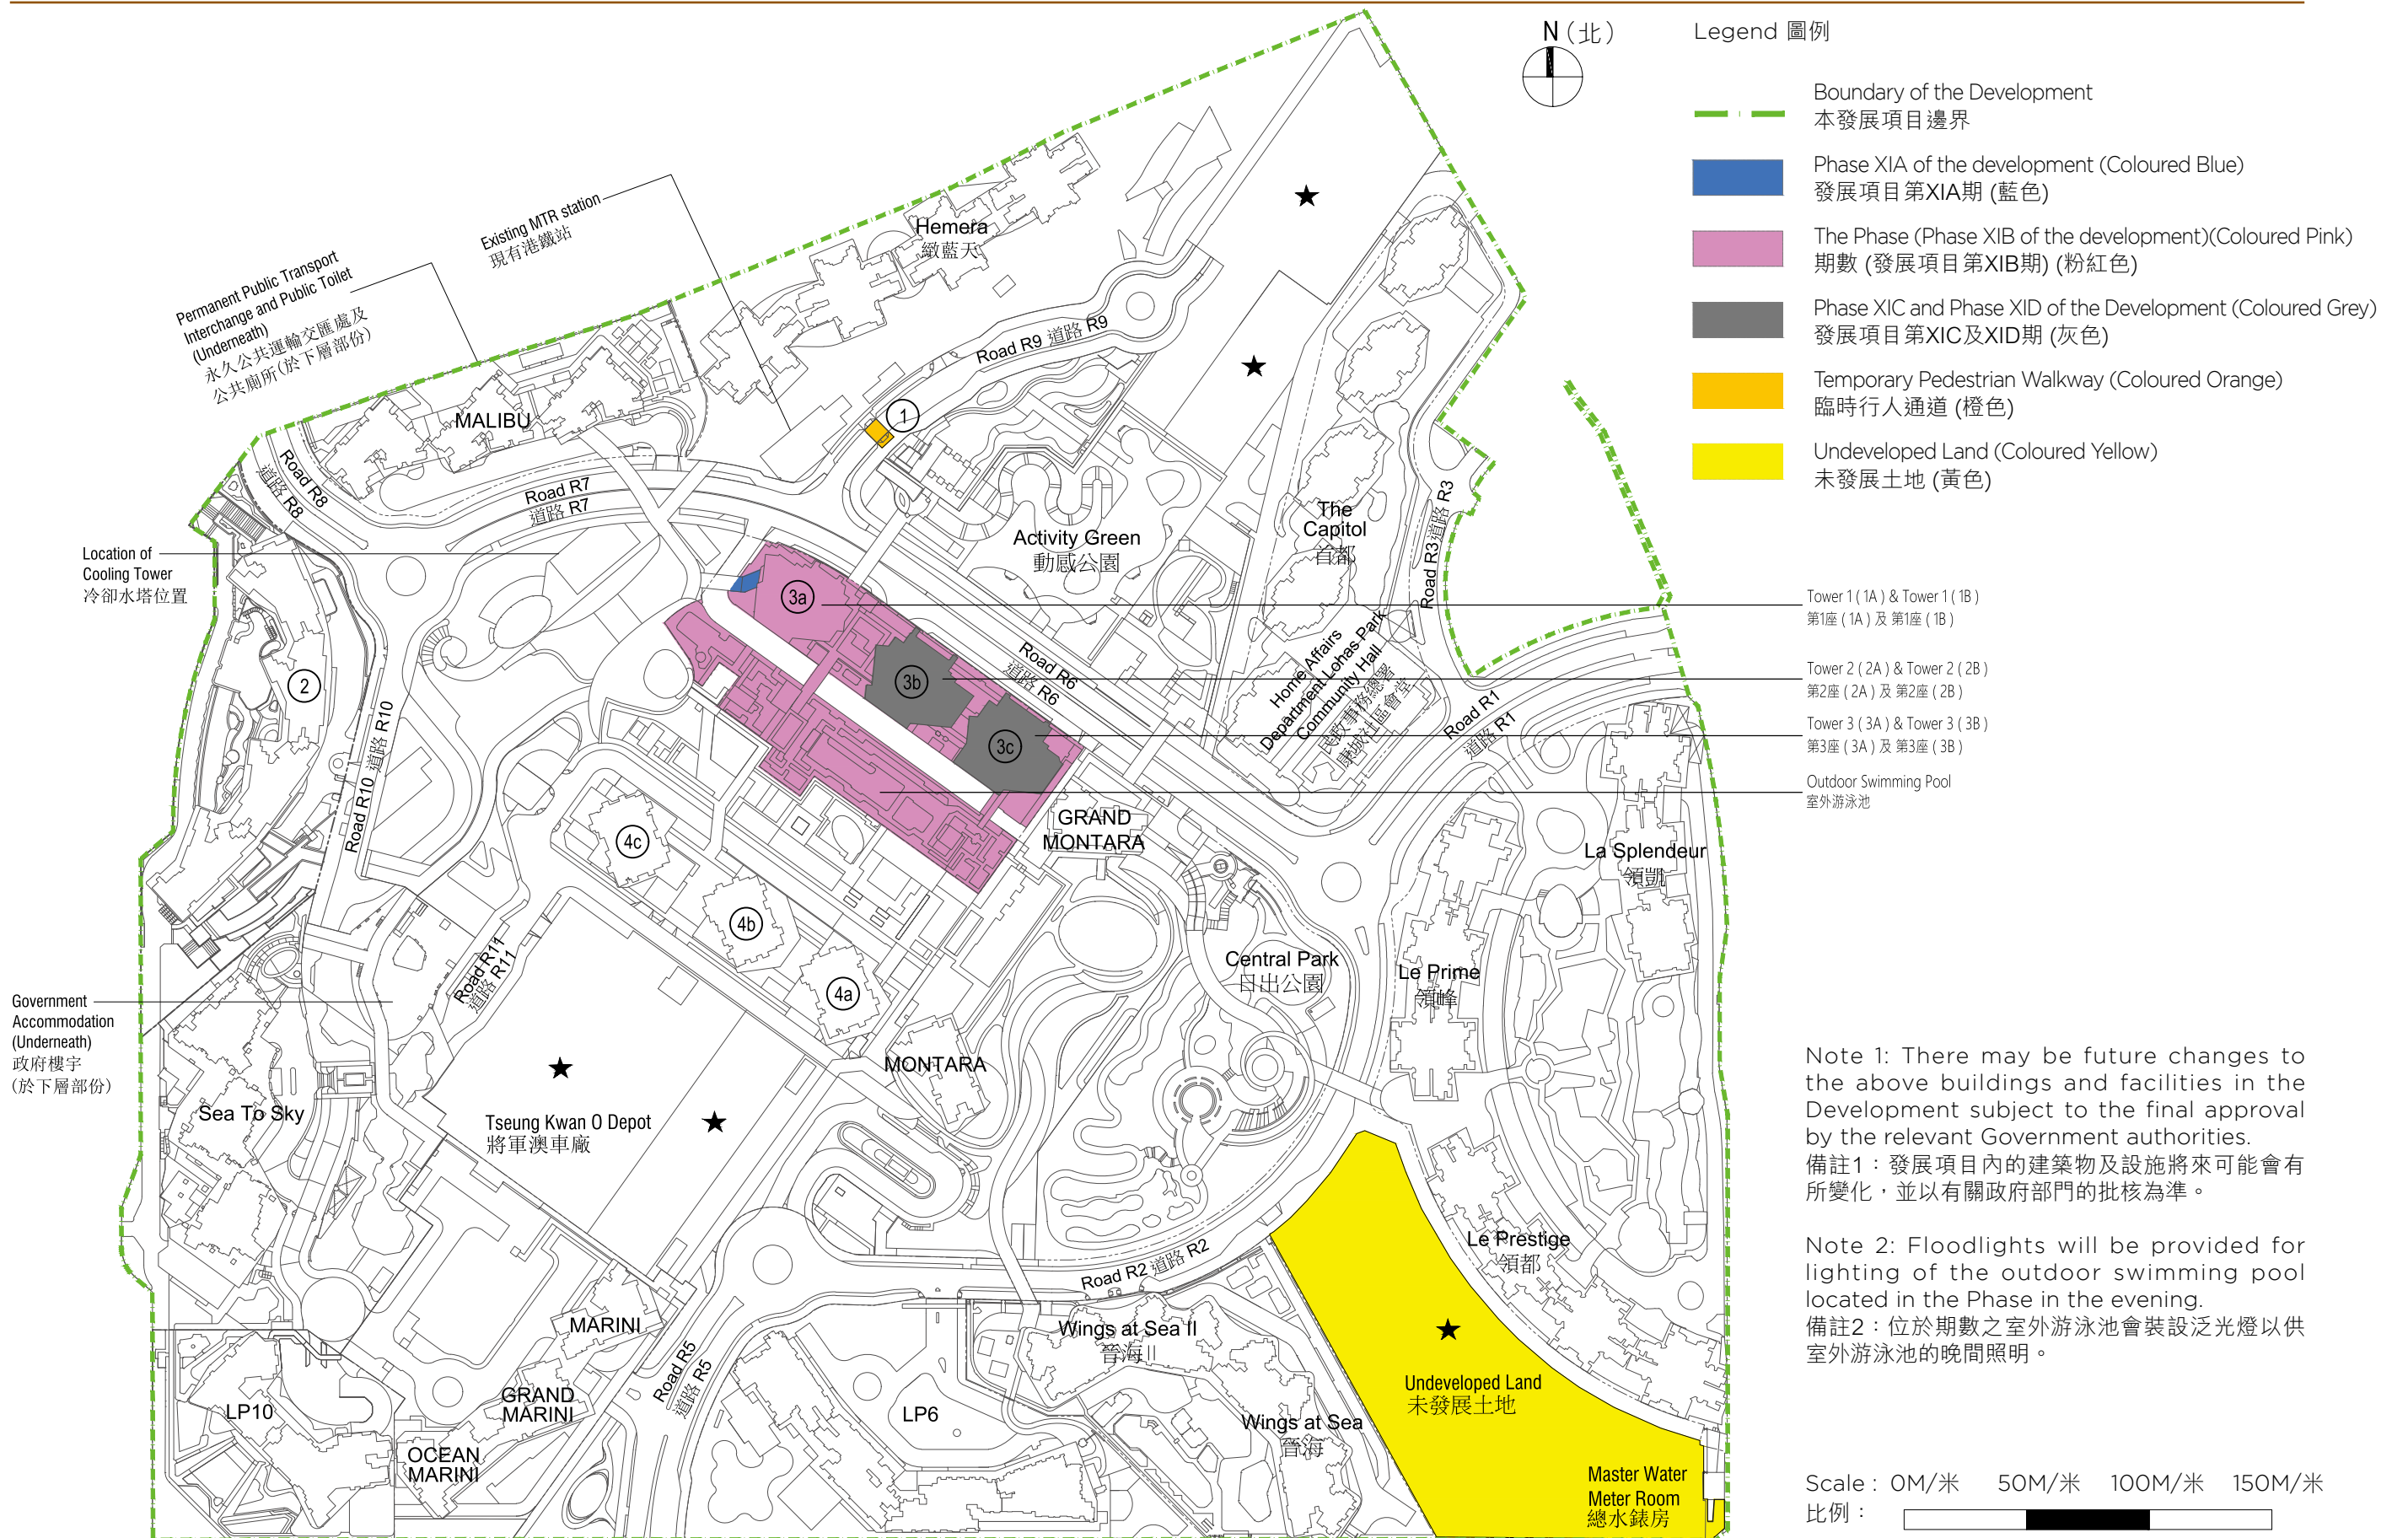 N (北)
Legend 圖例
Boundary of the Development
本發展項目邊界
Phase XIA of the development (Coloured Blue)
發展項目第XIA期 (藍色)
The Phase (Phase XIB of the development)(Coloured Pink)
期數 (發展項目第XIB期) (粉紅色)
Phase XIC and Phase XID of the Development (Coloured Grey)
發展項目第XIC及XID期 (灰色)
Temporary Pedestrian Walkway (Coloured Orange)
臨時行人通道 (橙色)
Undeveloped Land (Coloured Yellow)
未發展土地 (黃色)
Existing MTR station
現有港鐵站
Permanent Public Transport
Interchange and Public Toilet
(Underneath)
永久公共運輸交匯處及
公共廁所(於下層部份)
Hemera
緻藍天
Road R9 道路 R9
MALIBU
1
Road R8
道路 R8
Road R7
道路 R7
The
Capitol
首都
Road R3 道路 R3
Activity Green
動感公園
Location of
Cooling Tower
冷卻水塔位置
3a
Tower 1 ( 1A ) & Tower 1 ( 1B )
第1座 ( 1A ) 及 第1座 ( 1B )
2
3b
Road R6
道路 R6
Home Affairs
Department Lohas Park
Community Hall
民政事務總署
康城社區會堂
Tower 2 ( 2A ) & Tower 2 ( 2B )
第2座 ( 2A ) 及 第2座 ( 2B )
3c
Road R1
道路 R1
Tower 3 ( 3A ) & Tower 3 ( 3B )
第3座 ( 3A ) 及 第3座 ( 3B )
Outdoor Swimming Pool
室外游泳池
Road R10 道路 R10
GRAND
MONTARA
4c
La Splendeur
領凱
4b
4a
Central Park
日出公園
Le Prime
領峰
Road R11
道路 R11
Government
Accommodation
(Underneath)
政府樓宇
(於下層部份)
MONTARA
Sea To Sky
Tseung Kwan O Depot
將軍澳車廠
Note 1: There may be future changes to
the above buildings and facilities in the
Development subject to the final approval
by the relevant Government authorities.
備註1：發展項目內的建築物及設施將來可能會有
所變化，並以有關政府部門的批核為準。
Note 2: Floodlights will be provided for
lighting of the outdoor swimming pool
located in the Phase in the evening.
備註2：位於期數之室外游泳池會裝設泛光燈以供
室外游泳池的晚間照明。
Road R2 道路 R2
Le Prestige
領都
MARINI
Road R5
道路 R5
Wings at Sea II
晉海II
GRAND
MARINI
LP10
LP6
Undeveloped Land
未發展土地
Wings at Sea
晉海
OCEAN
MARINI
Master Water
Meter Room
總水錶房
Scale : 0M/米 50M/米 100M/米 150M/米
比例：